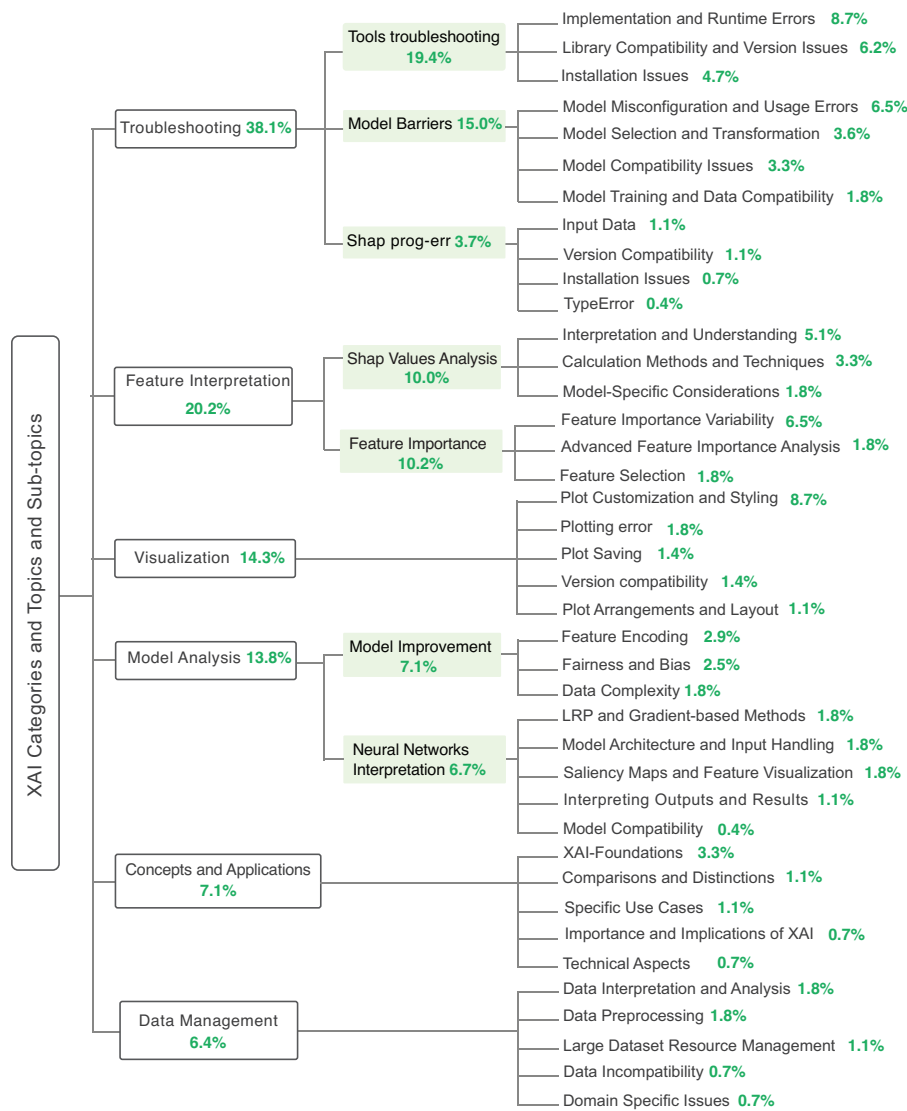 XAI Categories and Topics and Sub-topics
Troubleshooting 38.1%
Tools troubleshooting
19.4%
Implementation and Runtime Errors 8.7%
Library Compatibility and Version Issues 6.2%
Installation Issues 4.7%
Model Barriers 15.0%
Model Misconfiguration and Usage Errors 6.5%
Model Selection and Transformation 3.6%
Model Compatibility Issues 3.3%
Model Training and Data Compatibility 1.8%
Shap prog-err 3.7%
Input Data 1.1%
Version Compatibility 1.1%
Installation Issues 0.7%
TypeError 0.4%
Feature Interpretation
20.2%
Shap Values Analysis
10.0%
Interpretation and Understanding 5.1%
Calculation Methods and Techniques 3.3%
Model-Specific Considerations 1.8%
Feature Importance
10.2%
Feature Importance Variability 6.5%
Advanced Feature Importance Analysis 1.8%
Feature Selection 1.8%
Visualization 14.3%
Plot Customization and Styling 8.7%
Plotting error 1.8%
Plot Saving 1.4%
Version compatibility 1.4%
Plot Arrangements and Layout 1.1%
Model Analysis 13.8%
Model Improvement
7.1%
Feature Encoding 2.9%
Fairness and Bias 2.5%
Data Complexity 1.8%
Neural Networks
Interpretation 6.7%
LRP and Gradient-based Methods 1.8%
Model Architecture and Input Handling 1.8%
Saliency Maps and Feature Visualization 1.8%
Interpreting Outputs and Results 1.1%
Model Compatibility 0.4%
Concepts and Applications
7.1%
XAI-Foundations 3.3%
Comparisons and Distinctions 1.1%
Specific Use Cases 1.1%
Importance and Implications of XAI 0.7%
Technical Aspects 0.7%
Data Management
6.4%
Data Interpretation and Analysis 1.8%
Data Preprocessing 1.8%
Large Dataset Resource Management 1.1%
Data Incompatibility 0.7%
Domain Specific Issues 0.7%